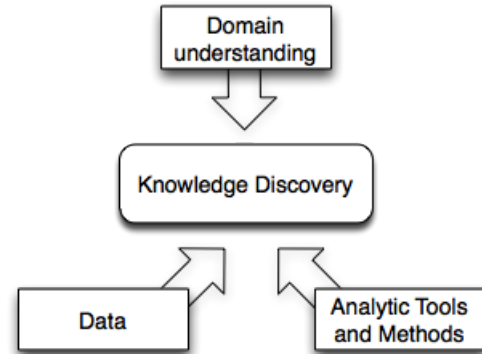 Domain
understanding
Knowledge Discovery
Data
Analytic Tools
and Methods